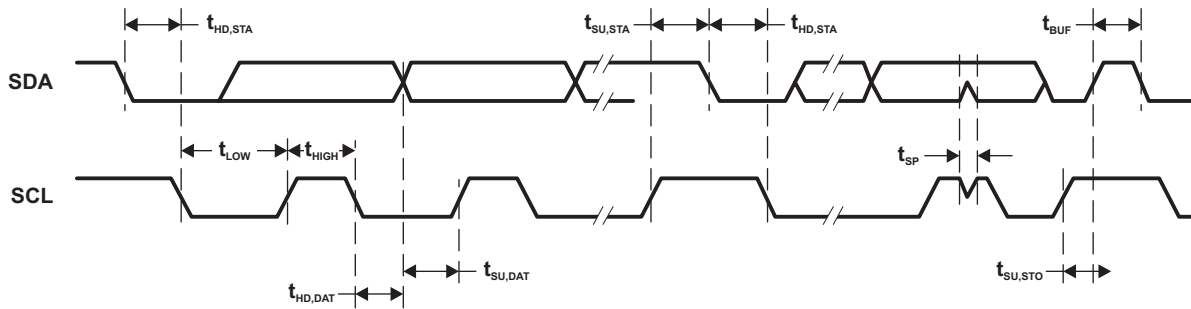 tHD,STA
tSU,STA
tHD,STA
tBUF
SDA
tLOW
tHIGH
tSP
SCL
tSU,DAT
tSU,STO
tHD,DAT